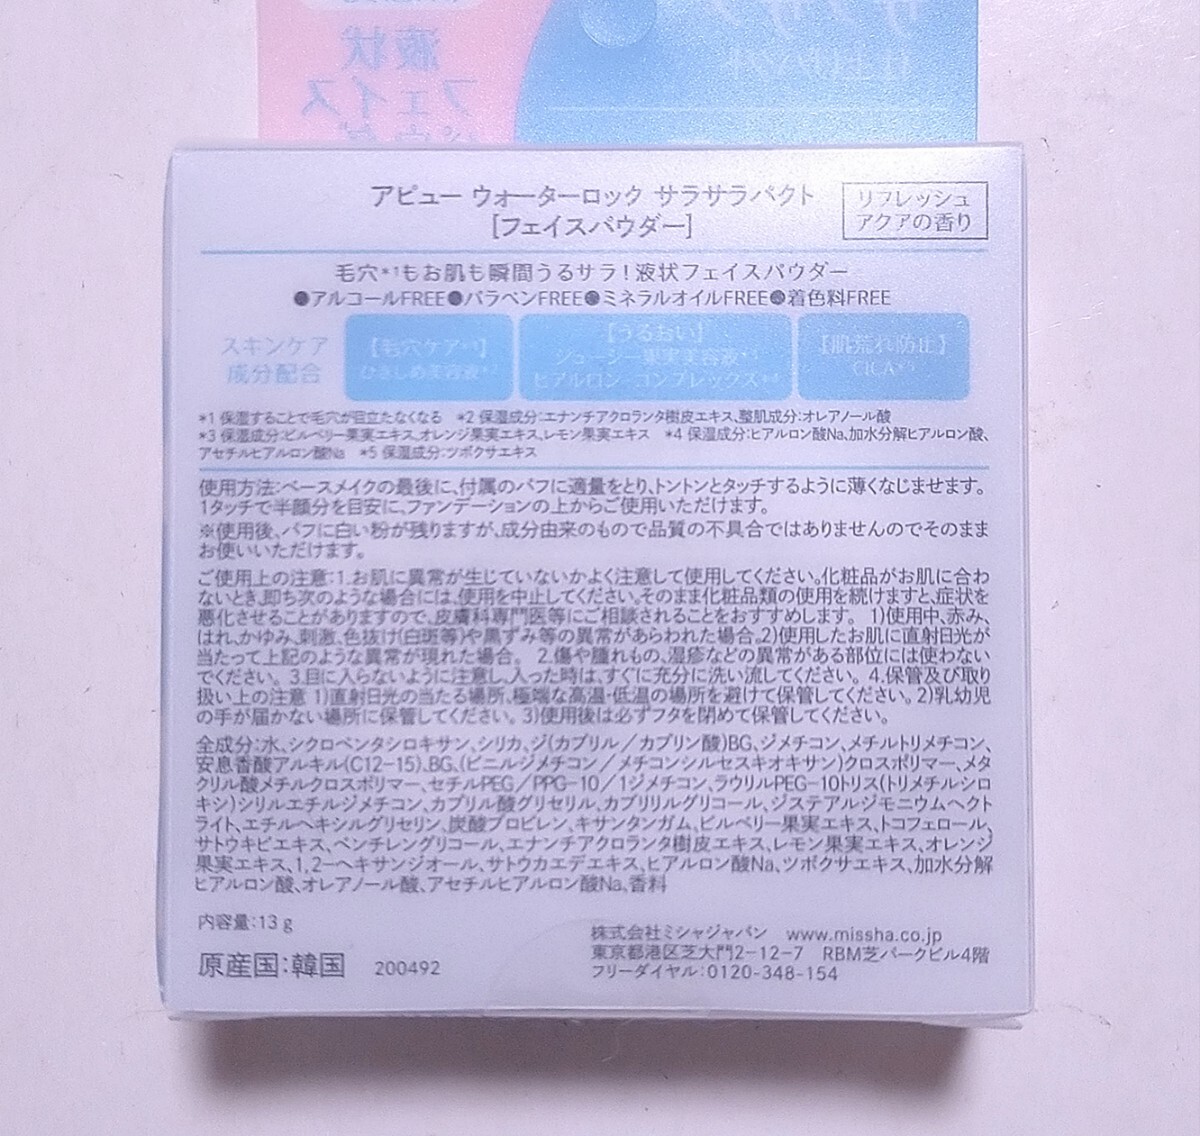 液状
フェイス
アピュー ウォーターロック サラサラパクト
[フェイスパウダー]
リフレッシュ
アクアの香り
毛穴*1もお肌も瞬間うるサラ!液状フェイスパウダー
●アルコールFREE●パラベンFREE●ミネラルオイルFREE●着色料FREE
スキンケア
成分配合
【毛穴ケア*1】
ひきしめ美容液*2
【うるおい】
ジューシー果実美容液*3
ヒアルロン・コンプレックス*4
【肌荒れ防止】
CICA*5
*1 保湿することで毛穴が目立たなくなる *2 保湿成分:エナンチアクロランタ樹皮エキス、整肌成分:オレアノール酸
*3 保湿成分:ビルベリー果実エキス、オレンジ果実エキス、レモン果実エキス *4 保湿成分:ヒアルロン酸Na、加水分解ヒアルロン酸、
アセチルヒアルロン酸Na *5 保湿成分:ツボクサエキス
使用方法:ベースメイクの最後に、付属のパフに適量をとり、トントンとタッチするように薄くなじませます。
1タッチで半顔分を目安に、ファンデーションの上からご使用いただけます。
※使用後、パフに白い粉が残りますが、成分由来のもので品質の不具合ではありませんのでそのまま
お使いいただけます。
ご使用上の注意:1.お肌に異常が生じていないかよく注意して使用してください。化粧品がお肌に合わ
ないとき、即ち次のような場合には、使用を中止してください。そのまま化粧品類の使用を続けますと、症状を
悪化させることがありますので、皮膚科専門医等にご相談されることをおすすめします。 1)使用中、赤み、
はれ、かゆみ、刺激、色抜け(白斑等)や黒ずみ等の異常があらわれた場合。2)使用したお肌に直射日光が
当たって上記のような異常が現れた場合。 2.傷や腫れもの、湿疹などの異常がある部位には使わない
でください。 3.目に入らないように注意し、入った時は、すぐに充分に洗い流してください。 4.保管及び取り
扱い上の注意 1)直射日光の当たる場所、極端な高温・低温の場所を避けて保管してください。2)乳幼児
の手が届かない場所に保管してください。3)使用後は必ずフタを閉めて保管してください。
全成分:水、シクロペンタシロキサン、シリカ、ジ(カプリル/カプリン酸)BG、ジメチコン、メチルトリメチコン、
安息香酸アルキル(C12-15)、BG、(ビニルジメチコン/メチコンシルセスキオキサン)クロスポリマー、メタ
クリル酸メチルクロスポリマー、セチルPEG/PPG-10/1ジメチコン、ラウリルPEG-10トリス(トリメチルシロ
キシ)シリルエチルジメチコン、カプリル酸グリセリル、カプリリルグリコール、ジステアルジモニウムヘクト
ライト、エチルヘキシルグリセリン、炭酸プロピレン、キサンタンガム、ビルベリー果実エキス、トコフェロール、
サトウキビエキス、ペンチレングリコール、エナンチアクロランタ樹皮エキス、レモン果実エキス、オレンジ
果実エキス、1,2-ヘキサンジオール、サトウカエデエキス、ヒアルロン酸Na、ツボクサエキス、加水分解
ヒアルロン酸、オレアノール酸、アセチルヒアルロン酸Na、香料
内容量:13 g
原産国:韓国 200492
株式会社ミシャジャパン www.missha.co.jp
東京都港区芝大門2-12-7 RBM芝パークビル4階
フリーダイヤル:0120-348-154